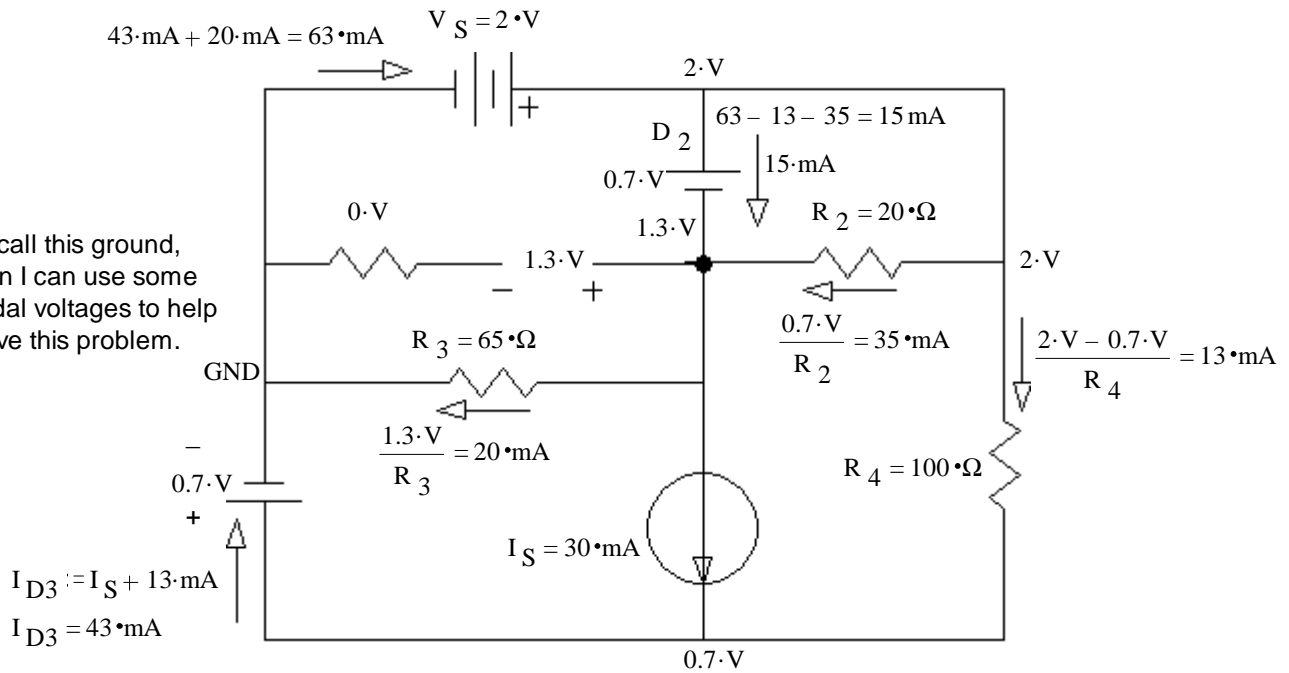 V S = 2 •V
43·mA + 20·mA = 63 •mA
+
2·V
63 – 13 – 35 = 15 mA
D 2
15·mA
0.7·V
R 2 = 20 •Ω
0·V
1.3·V
call this ground,
n I can use some
dal voltages to help
ve this problem.
1.3·V
2·V
– +
0.7·V / R 2 = 35 •mA
R 3 = 65 •Ω
2·V – 0.7·V / R 4 = 13 •mA
GND
1.3·V / R 3 = 20 •mA
–
0.7·V
+
R 4 = 100 •Ω
I S = 30 •mA
I D3 := I S + 13·mA
I D3 = 43 •mA
0.7·V